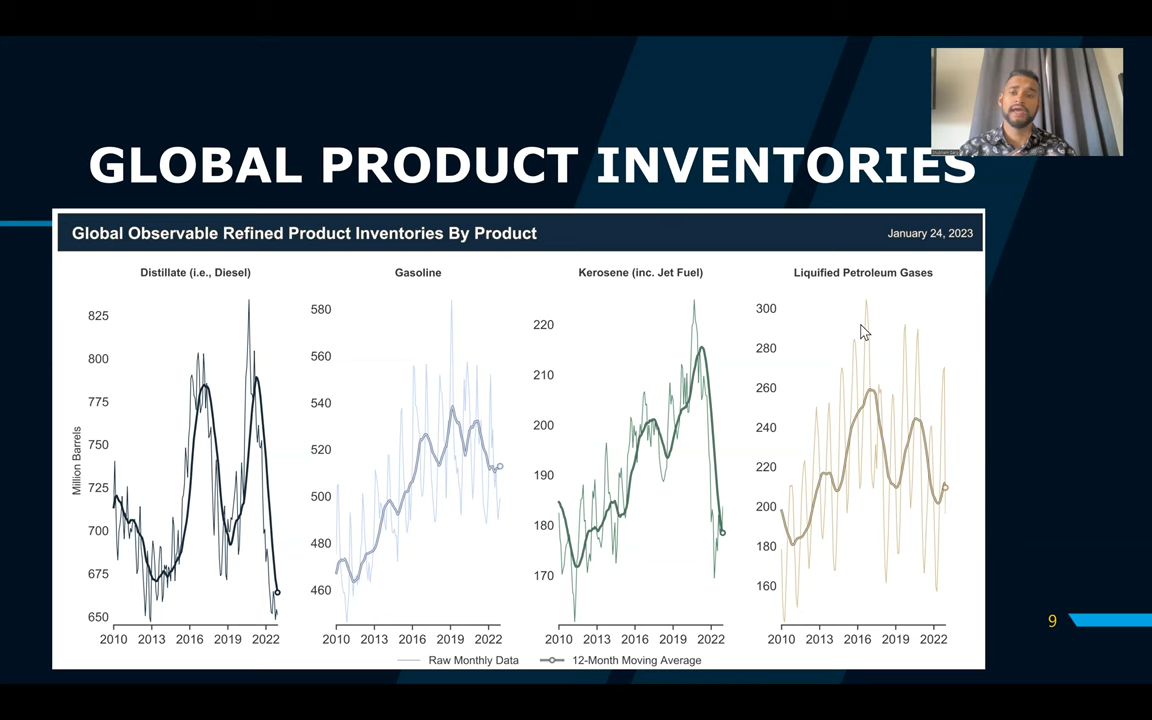 GLOBAL PRODUCT INVENTORIES
Global Observable Refined Product Inventories By Product
January 24, 2023
Distillate (i.e., Diesel)
Gasoline
Kerosene (inc. Jet Fuel)
Liquified Petroleum Gases
Million Barrels
825
800
775
750
725
700
675
650
2010 2013 2016 2019 2022
580
560
540
520
500
480
460
2010 2013 2016 2019 2022
220
210
200
190
180
170
2010 2013 2016 2019 2022
300
280
260
240
220
200
180
160
2010 2013 2016 2019 2022
Raw Monthly Data
12-Month Moving Average
9